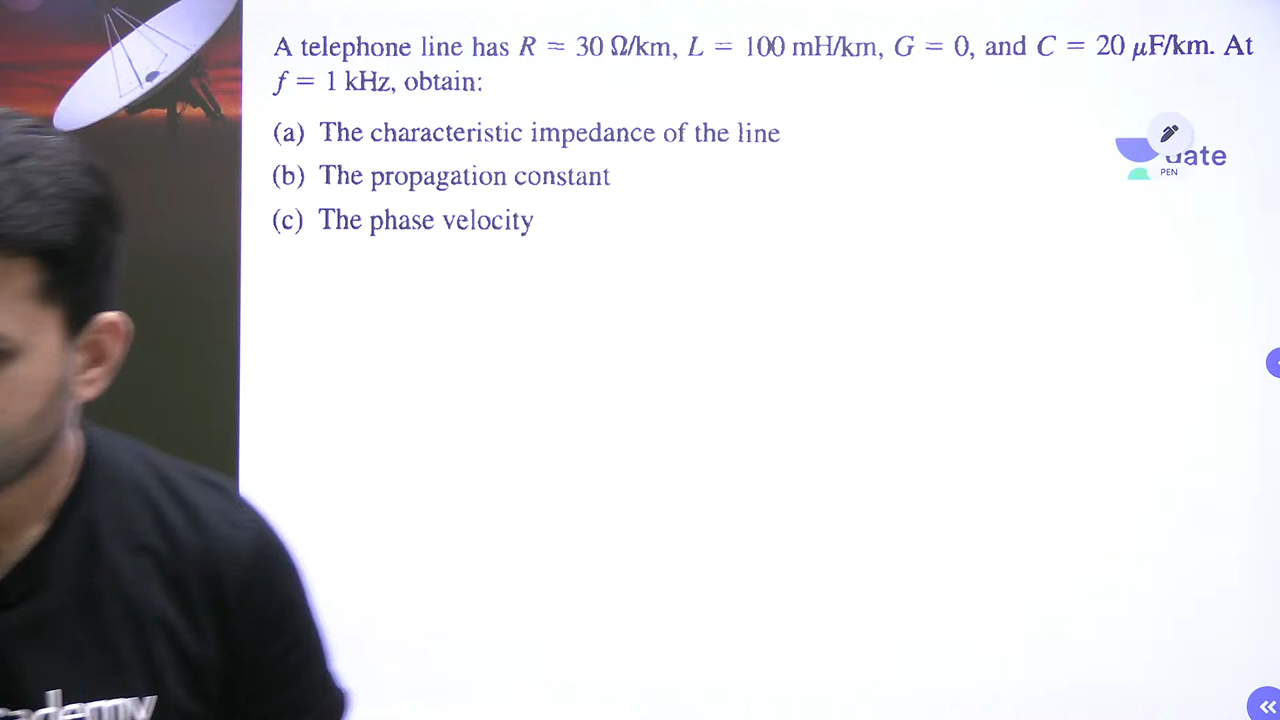 A telephone line has R = 30 Ω/km, L = 100 mH/km, G = 0, and C = 20 μF/km. At
f = 1 kHz, obtain:
(a) The characteristic impedance of the line
(b) The propagation constant
(c) The phase velocity
PEN